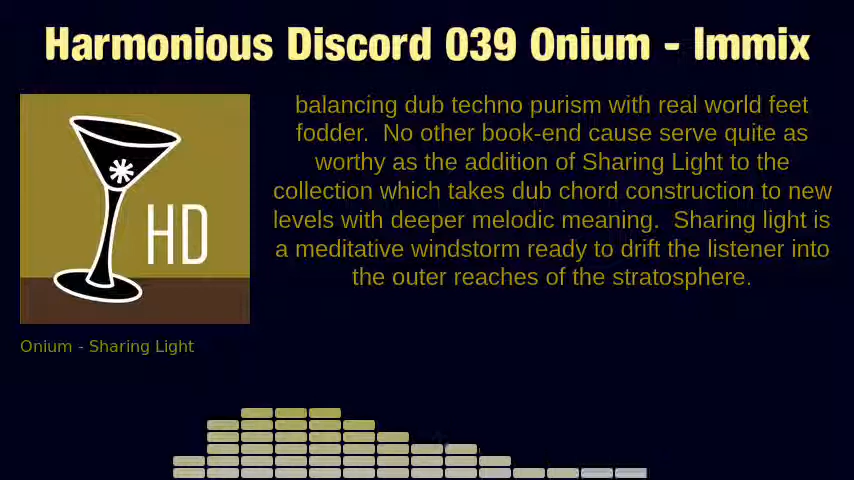 Harmonious Discord 039 Onium - Immix
balancing dub techno purism with real world feet
fodder.  No other book-end cause serve quite as
worthy as the addition of Sharing Light to the
collection which takes dub chord construction to new
levels with deeper melodic meaning.  Sharing light is
a meditative windstorm ready to drift the listener into
the outer reaches of the stratosphere.
HD
Onium - Sharing Light